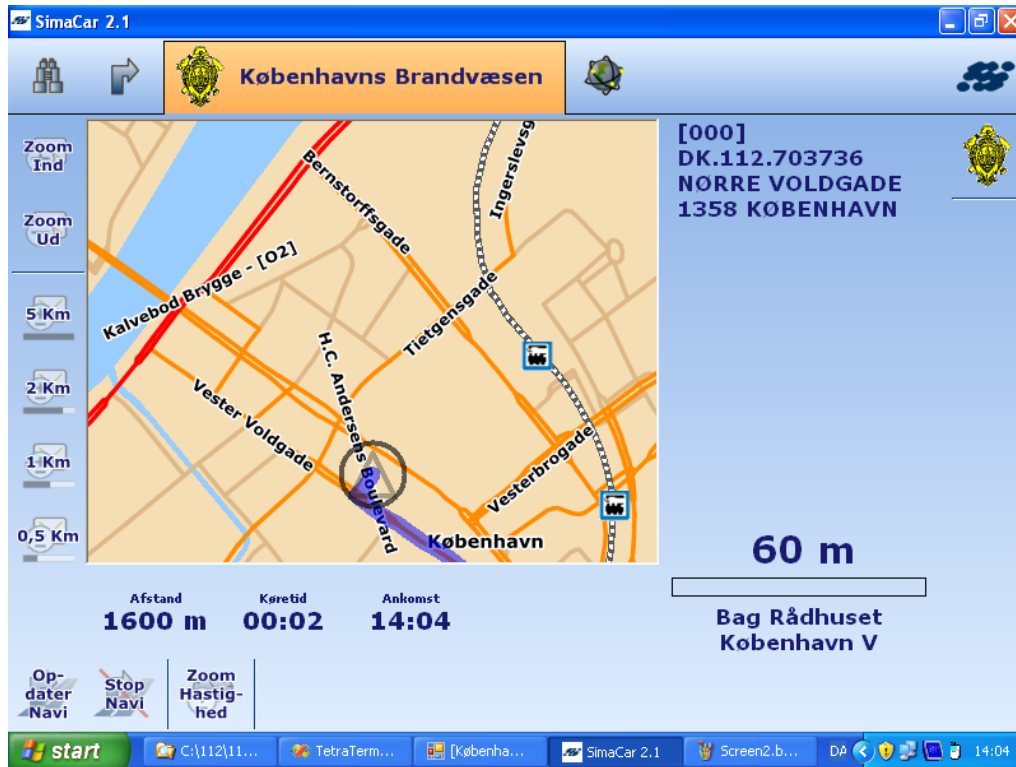 SimaCar 2.1
Københavns Brandvæsen
Zoom
Ind
Zoom
Ud
5 Km
2 Km
1 Km
0,5 Km
Bernstorffsgade
Ingerslevsg
Kalvebod Brygge - [O2]
Tietgensgade
H.C. Andersens Boulevard
Vester Voldgade
Vesterbrogade
København
[000]
DK.112.703736
NØRRE VOLDGADE
1358 KØBENHAVN
60 m
Bag Rådhuset
København V
Afstand Køretid Ankomst
1600 m 00:02 14:04
Op-
dater
Navi
Stop
Navi
Zoom
Hastig-
hed
start C:\112\11... TetraTerm... [Københa... SimaCar 2.1 Screen2.b... DA 14:04